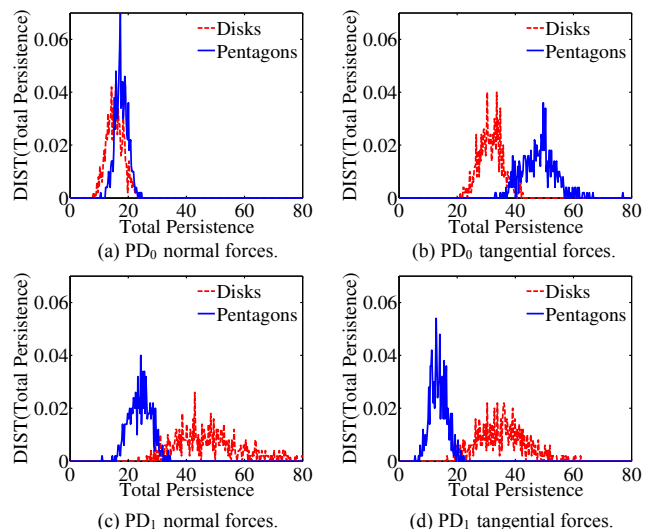 DIST(Total Persistence)
0.06
0.04
0.02
0
Disks
Pentagons
0 20 40 60 80
Total Persistence
(a) PD₀ normal forces.
DIST(Total Persistence)
0.06
0.04
0.02
0
Disks
Pentagons
0 20 40 60 80
Total Persistence
(b) PD₀ tangential forces.
DIST(Total Persistence)
0.06
0.04
0.02
0
Disks
Pentagons
0 20 40 60 80
Total Persistence
(c) PD₁ normal forces.
DIST(Total Persistence)
0.06
0.04
0.02
0
Disks
Pentagons
0 20 40 60 80
Total Persistence
(d) PD₁ tangential forces.